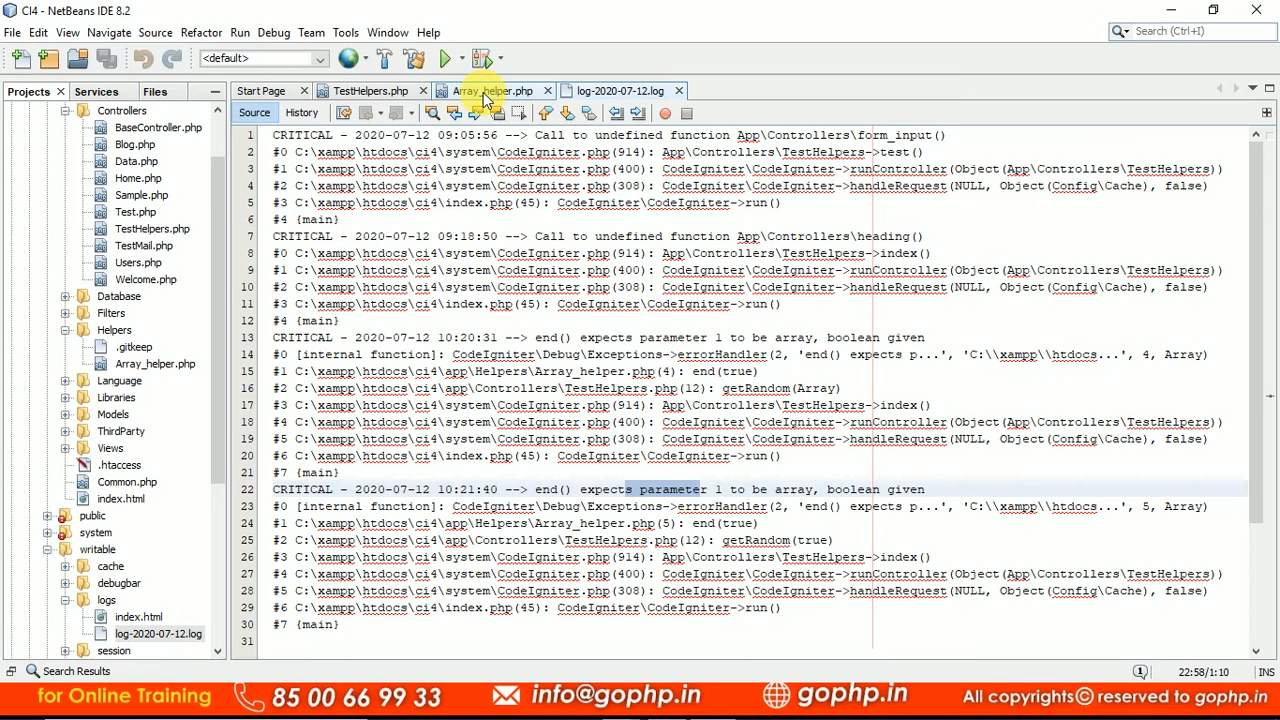 CI4 - NetBeans IDE 8.2
File Edit View Navigate Source Refactor Run Debug Team Tools Window Help
Search (Ctrl+I)
<default>
Projects Services Files
Start Page TestHelpers.php Array_helper.php log-2020-07-12.log
Source History
Controllers
BaseController.php
Blog.php
Data.php
Home.php
Sample.php
Test.php
TestHelpers.php
TestMail.php
Users.php
Welcome.php
Database
Filters
Helpers
.gitkeep
Array_helper.php
Language
Libraries
Models
ThirdParty
Views
.htaccess
Common.php
index.html
public
system
writable
cache
debugbar
logs
index.html
log-2020-07-12.log
session
1 CRITICAL - 2020-07-12 09:05:56 --> Call to undefined function App\Controllers\form_input()
2 #0 C:\xampp\htdocs\ci4\system\CodeIgniter.php(914): App\Controllers\TestHelpers->test()
3 #1 C:\xampp\htdocs\ci4\system\CodeIgniter.php(400): CodeIgniter\CodeIgniter->runController(Object(App\Controllers\TestHelpers))
4 #2 C:\xampp\htdocs\ci4\system\CodeIgniter.php(308): CodeIgniter\CodeIgniter->handleRequest(NULL, Object(Config\Cache), false)
5 #3 C:\xampp\htdocs\ci4\index.php(45): CodeIgniter\CodeIgniter->run()
6 #4 {main}
7 CRITICAL - 2020-07-12 09:18:50 --> Call to undefined function App\Controllers\heading()
8 #0 C:\xampp\htdocs\ci4\system\CodeIgniter.php(914): App\Controllers\TestHelpers->index()
9 #1 C:\xampp\htdocs\ci4\system\CodeIgniter.php(400): CodeIgniter\CodeIgniter->runController(Object(App\Controllers\TestHelpers))
10 #2 C:\xampp\htdocs\ci4\system\CodeIgniter.php(308): CodeIgniter\CodeIgniter->handleRequest(NULL, Object(Config\Cache), false)
11 #3 C:\xampp\htdocs\ci4\index.php(45): CodeIgniter\CodeIgniter->run()
12 #4 {main}
13 CRITICAL - 2020-07-12 10:20:31 --> end() expects parameter 1 to be array, boolean given
14 #0 [internal function]: CodeIgniter\Debug\Exceptions->errorHandler(2, 'end() expects p...', 'C:\\xampp\\htdocs...', 4, Array)
15 #1 C:\xampp\htdocs\ci4\app\Helpers\Array_helper.php(4): end(true)
16 #2 C:\xampp\htdocs\ci4\app\Controllers\TestHelpers.php(12): getRandom(Array)
17 #3 C:\xampp\htdocs\ci4\system\CodeIgniter.php(914): App\Controllers\TestHelpers->index()
18 #4 C:\xampp\htdocs\ci4\system\CodeIgniter.php(400): CodeIgniter\CodeIgniter->runController(Object(App\Controllers\TestHelpers))
19 #5 C:\xampp\htdocs\ci4\system\CodeIgniter.php(308): CodeIgniter\CodeIgniter->handleRequest(NULL, Object(Config\Cache), false)
20 #6 C:\xampp\htdocs\ci4\index.php(45): CodeIgniter\CodeIgniter->run()
21 #7 {main}
22 CRITICAL - 2020-07-12 10:21:40 --> end() expects parameter 1 to be array, boolean given
23 #0 [internal function]: CodeIgniter\Debug\Exceptions->errorHandler(2, 'end() expects p...', 'C:\\xampp\\htdocs...', 5, Array)
24 #1 C:\xampp\htdocs\ci4\app\Helpers\Array_helper.php(5): end(true)
25 #2 C:\xampp\htdocs\ci4\app\Controllers\TestHelpers.php(12): getRandom(true)
26 #3 C:\xampp\htdocs\ci4\system\CodeIgniter.php(914): App\Controllers\TestHelpers->index()
27 #4 C:\xampp\htdocs\ci4\system\CodeIgniter.php(400): CodeIgniter\CodeIgniter->runController(Object(App\Controllers\TestHelpers))
28 #5 C:\xampp\htdocs\ci4\system\CodeIgniter.php(308): CodeIgniter\CodeIgniter->handleRequest(NULL, Object(Config\Cache), false)
29 #6 C:\xampp\htdocs\ci4\index.php(45): CodeIgniter\CodeIgniter->run()
30 #7 {main}
31
Search Results
22:58/1:10 INS
for Online Training 85 00 66 99 33 info@gophp.in gophp.in All copyrights© reserved to gophp.in